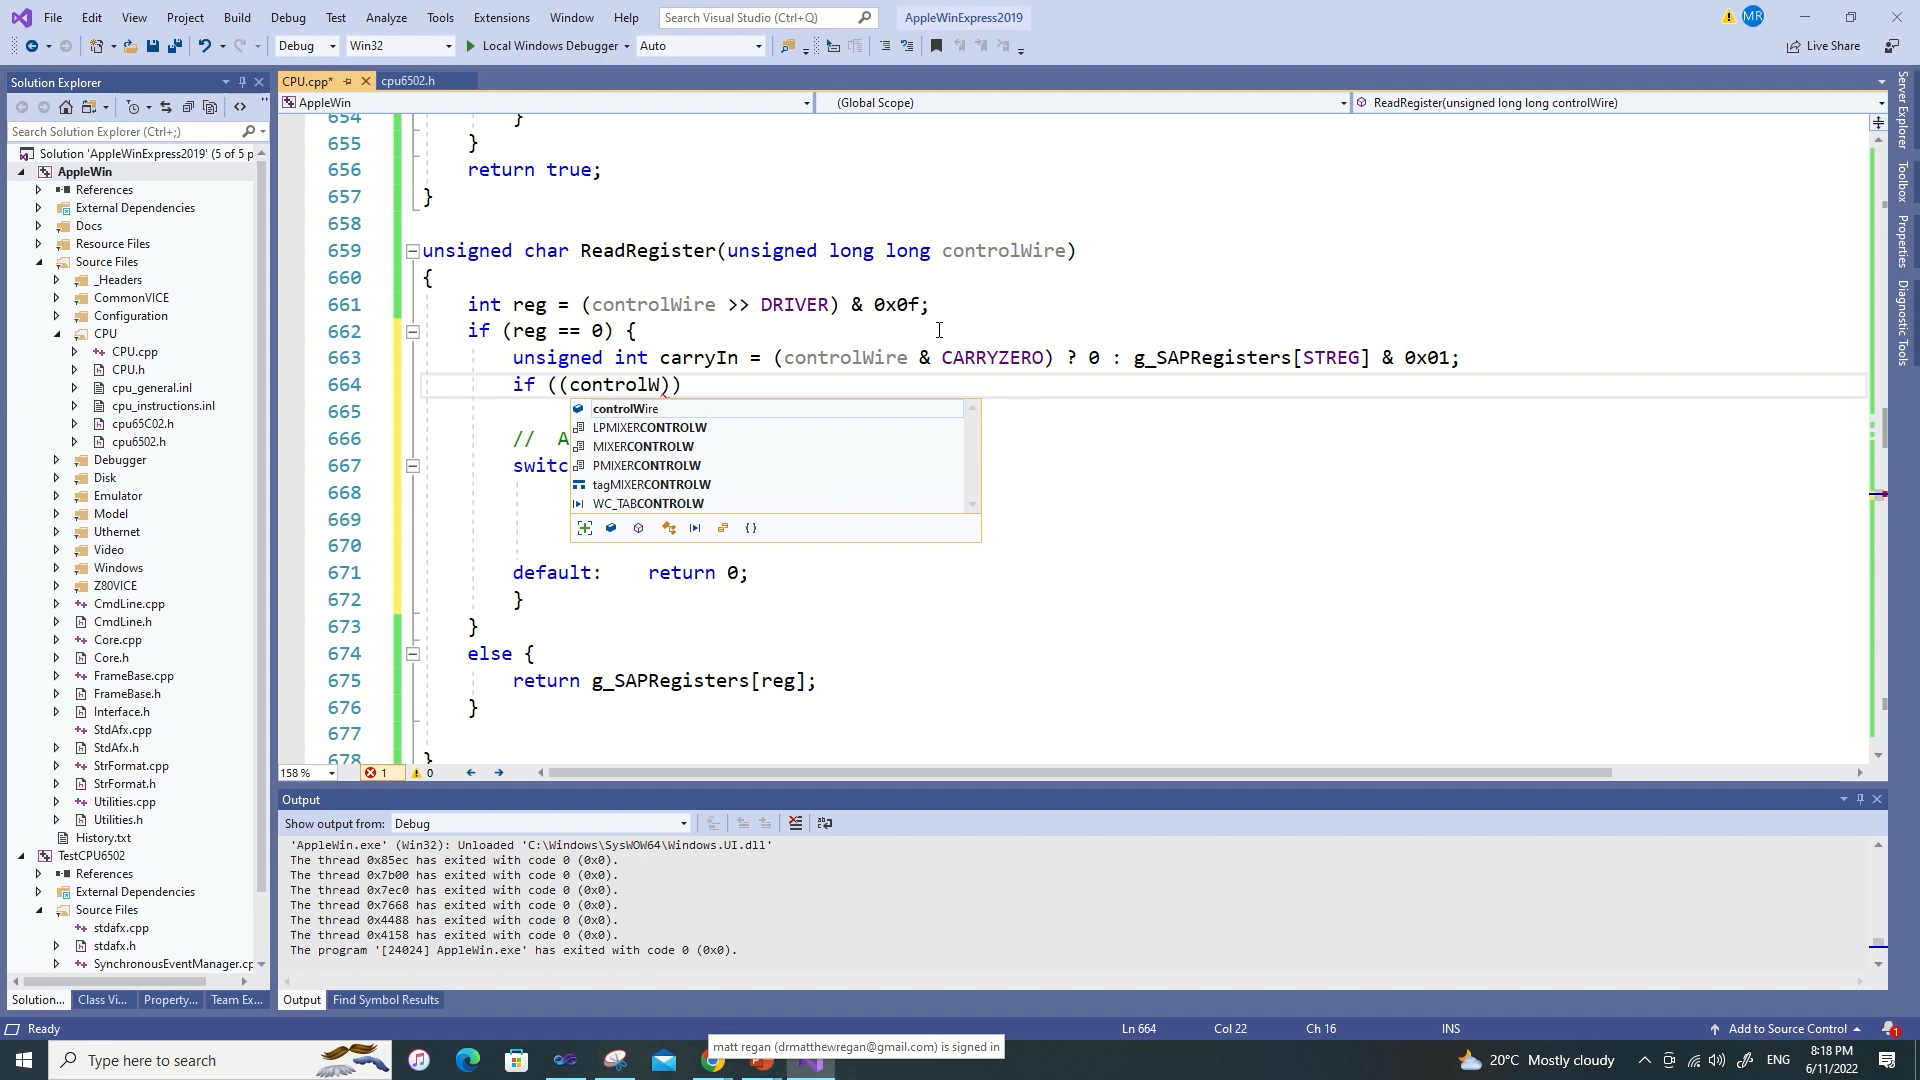 File Edit View Project Build Debug Test Analyze Tools Extensions Window Help Search Visual Studio (Ctrl+Q) AppleWinExpress2019 MR
Debug Win32 Local Windows Debugger Auto Live Share
Solution Explorer
Search Solution Explorer (Ctrl+;)
Solution 'AppleWinExpress2019' (5 of 5 p
AppleWin
References
External Dependencies
Docs
Resource Files
Source Files
_Headers
CommonVICE
Configuration
CPU
CPU.cpp
CPU.h
cpu_general.inl
cpu_instructions.inl
cpu65C02.h
cpu6502.h
Debugger
Disk
Emulator
Model
Uthernet
Video
Windows
Z80VICE
CmdLine.cpp
CmdLine.h
Core.cpp
Core.h
FrameBase.cpp
FrameBase.h
Interface.h
StdAfx.cpp
StdAfx.h
StrFormat.cpp
StrFormat.h
Utilities.cpp
Utilities.h
History.txt
TestCPU6502
References
External Dependencies
Source Files
stdafx.cpp
stdafx.h
SynchronousEventManager.cp
Solution... Class Vi... Property... Team Ex...
CPU.cpp* cpu6502.h
AppleWin (Global Scope) ReadRegister(unsigned long long controlWire)
654 }
655 }
656 return true;
657 }
658
659 unsigned char ReadRegister(unsigned long long controlWire)
660 {
661 int reg = (controlWire >> DRIVER) & 0x0f;
662 if (reg == 0) {
663 unsigned int carryIn = (controlWire & CARRYZERO) ? 0 : g_SAPRegisters[STREG] & 0x01;
664 if ((controlW))
665
666 // A
667 switc
668
669
670
671 default: return 0;
672 }
673 }
674 else {
675 return g_SAPRegisters[reg];
676 }
677
678 }
controlWire
LPMIXERCONTROLW
MIXERCONTROLW
PMIXERCONTROLW
tagMIXERCONTROLW
WC_TABCONTROLW
158 % 1 0
Output
Show output from: Debug
'AppleWin.exe' (Win32): Unloaded 'C:\Windows\SysWOW64\Windows.UI.dll'
The thread 0x85ec has exited with code 0 (0x0).
The thread 0x7b00 has exited with code 0 (0x0).
The thread 0x7ec0 has exited with code 0 (0x0).
The thread 0x7668 has exited with code 0 (0x0).
The thread 0x4488 has exited with code 0 (0x0).
The thread 0x4158 has exited with code 0 (0x0).
The program '[24024] AppleWin.exe' has exited with code 0 (0x0).
Output Find Symbol Results
Server Explorer
Toolbox
Properties
Diagnostic Tools
Ready Ln 664 Col 22 Ch 16 INS Add to Source Control 1
matt regan (drmatthewregan@gmail.com) is signed in
Type here to search 20°C Mostly cloudy ENG 8:18 PM
6/11/2022